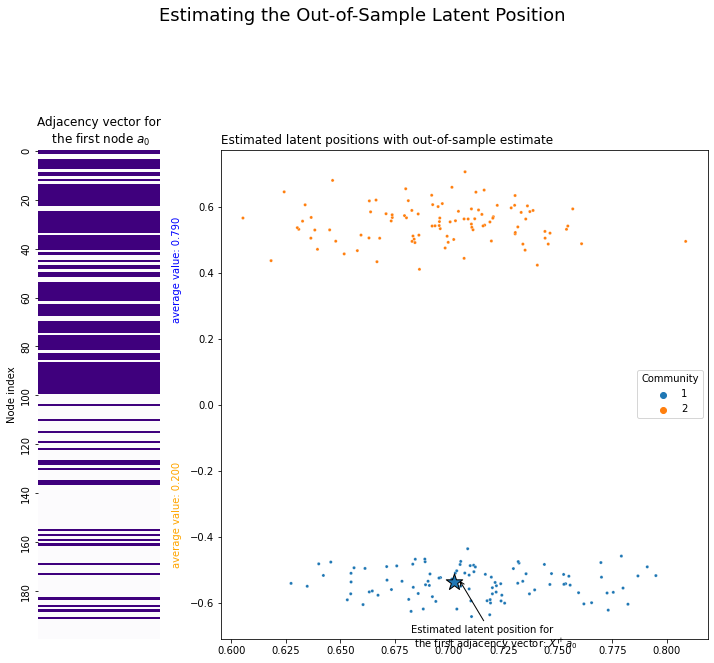 Estimating the Out-of-Sample Latent Position
Adjacency vector for
the first node a₀
Node index
0
20
40
60
80
100
120
140
160
180
average value: 0.790
average value: 0.200
Estimated latent positions with out-of-sample estimate
0.6
0.4
0.2
0.0
−0.2
−0.4
−0.6
Community
1
2
Estimated latent position for
the first adjacency vector:
0.600 0.625 0.650 0.675 0.700 0.725 0.750 0.775 0.800